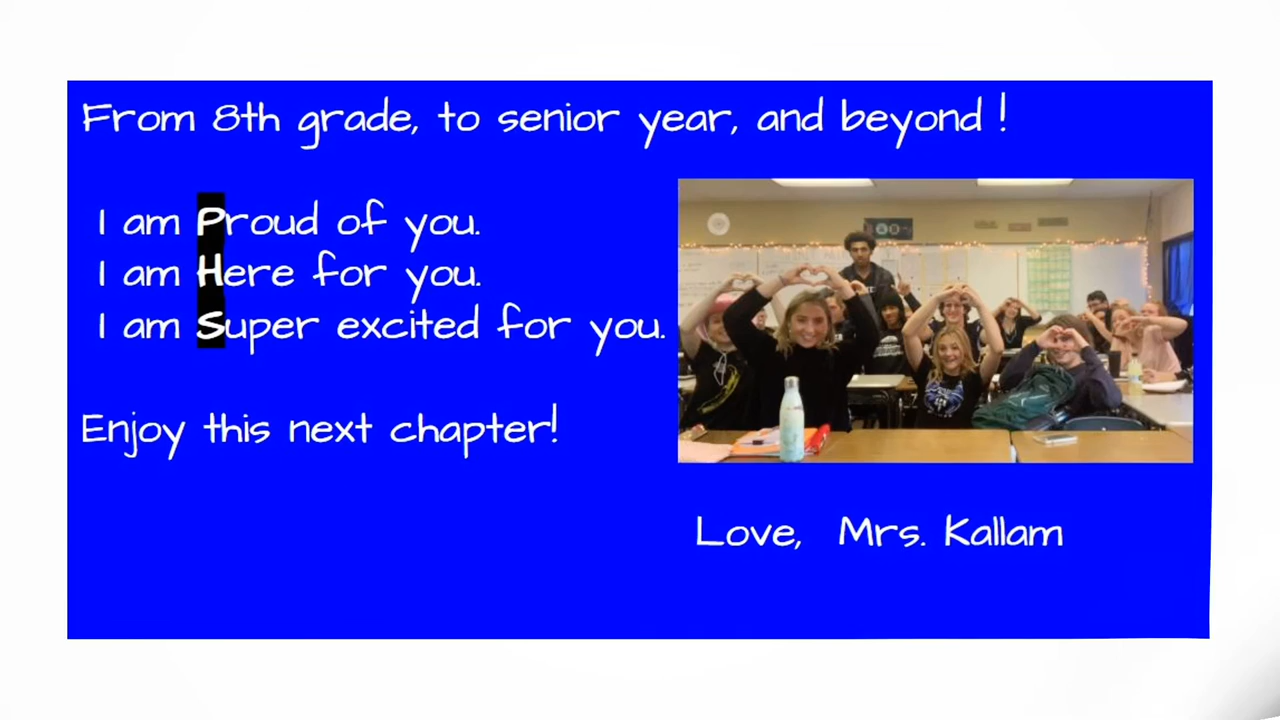 From 8th grade, to senior year, and beyond !
I am Proud of you.
I am Here for you.
I am Super excited for you.
Enjoy this next chapter!
Love, Mrs. Kallam